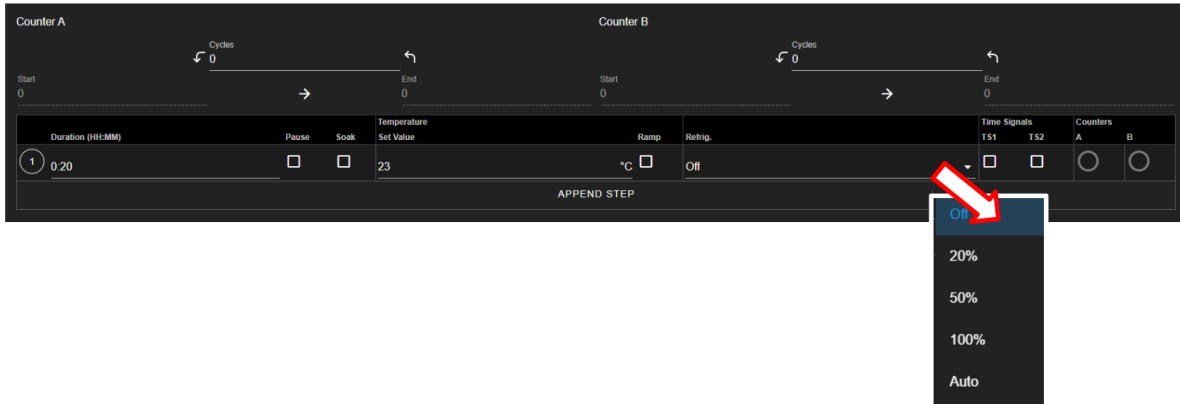 Counter A Counter B
Cycles Cycles
0 0
Start End Start End
0 0 0 0
Temperature Time Signals Counters
Duration (HH:MM) Pause Soak Set Value Ramp Refrig. TS1 TS2 A B
1 0:20 23 °C Off
APPEND STEP
Off
20%
50%
100%
Auto